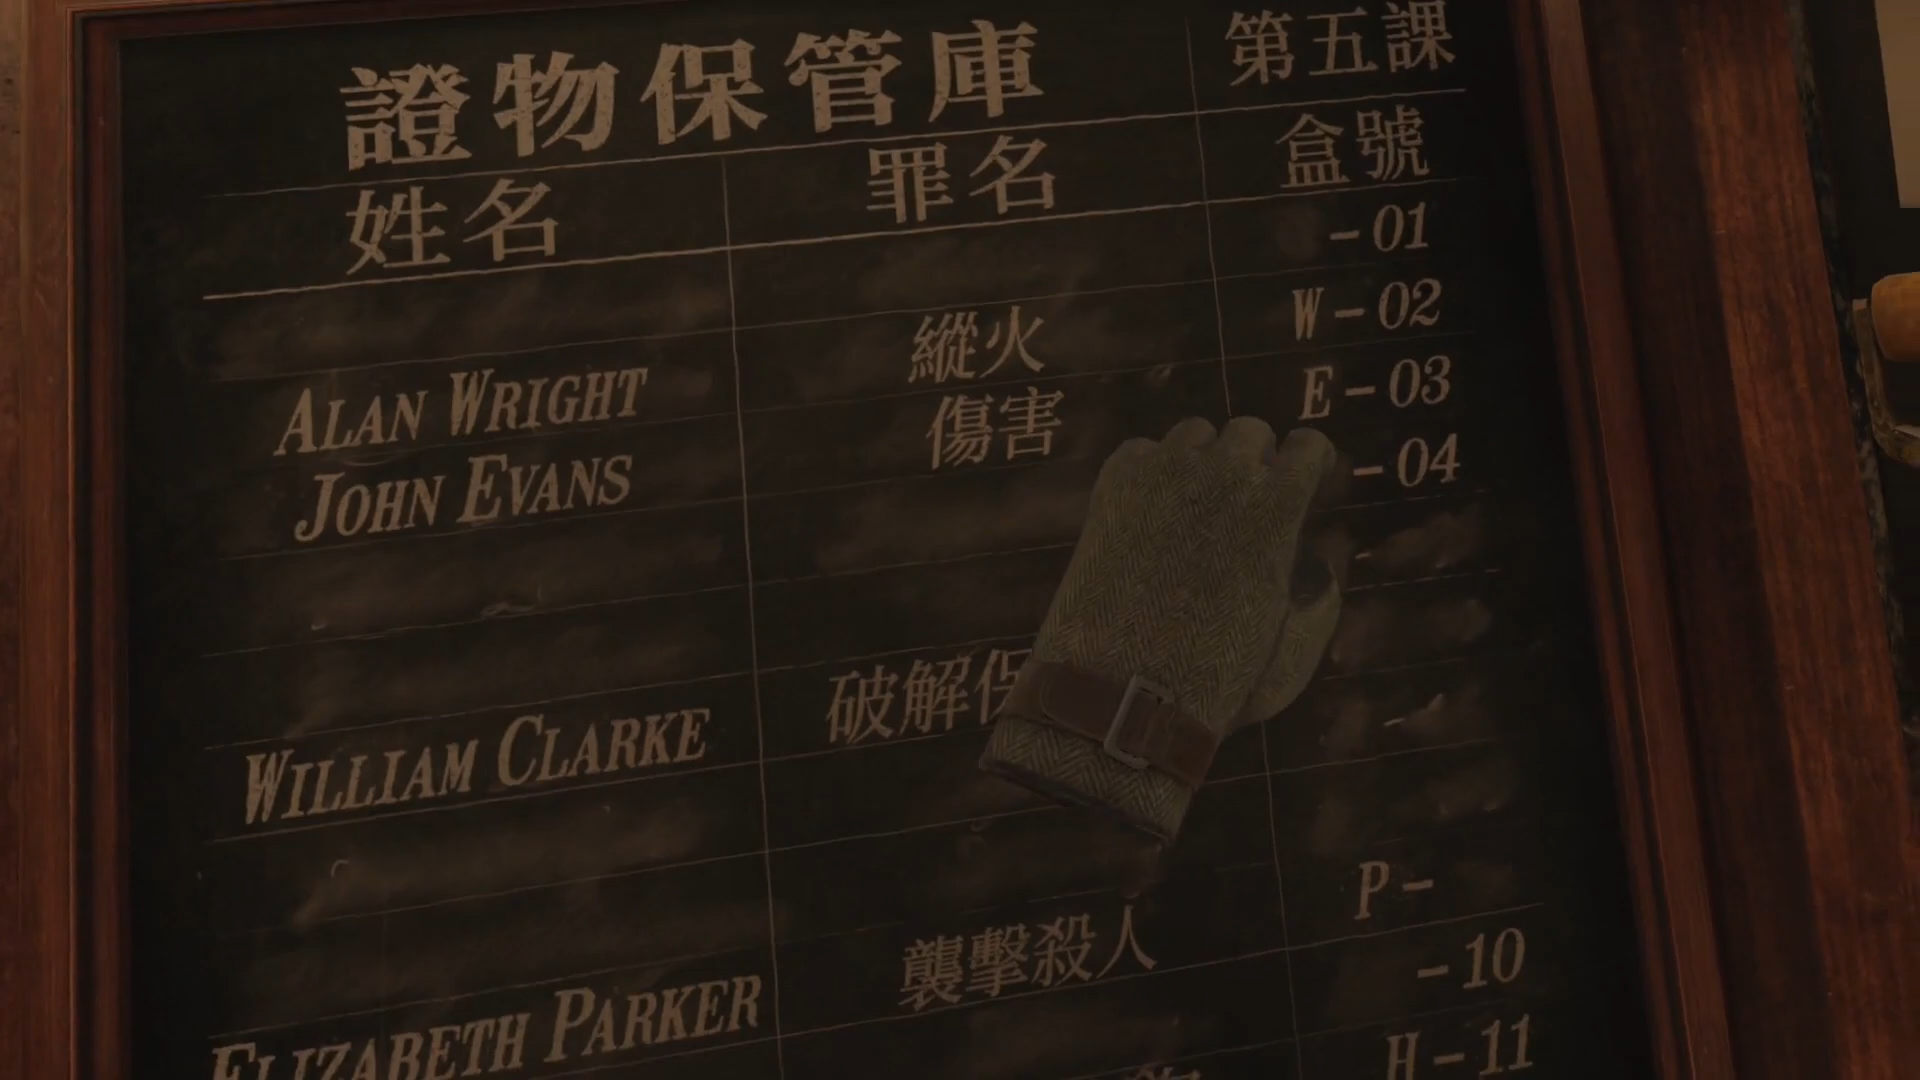 證物保管庫 第五課
姓名 罪名 盒號
-01
ALAN WRIGHT 縱火 W-02
JOHN EVANS 傷害 E-03
-04
-
WILLIAM CLARKE 破解保 -
P-
ELIZABETH PARKER 襲擊殺人 -10
H-11